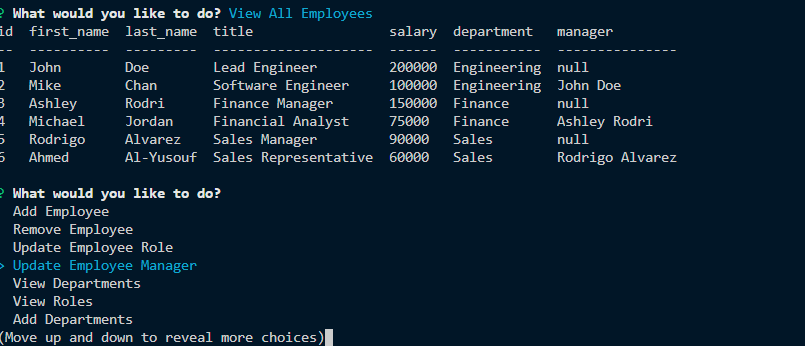 ? What would you like to do? View All Employees
id  first_name  last_name  title                 salary  department   manager
--  ----------  ---------  --------------------  ------  -----------  ---------------
1   John        Doe        Lead Engineer         200000  Engineering  null
2   Mike        Chan       Software Engineer     100000  Engineering  John Doe
3   Ashley      Rodri      Finance Manager       150000  Finance      null
4   Michael     Jordan     Financial Analyst     75000   Finance      Ashley Rodri
5   Rodrigo     Alvarez    Sales Manager         90000   Sales        null
6   Ahmed       Al-Yusouf  Sales Representative  60000   Sales        Rodrigo Alvarez
? What would you like to do?
Add Employee
Remove Employee
Update Employee Role
> Update Employee Manager
View Departments
View Roles
Add Departments
(Move up and down to reveal more choices)